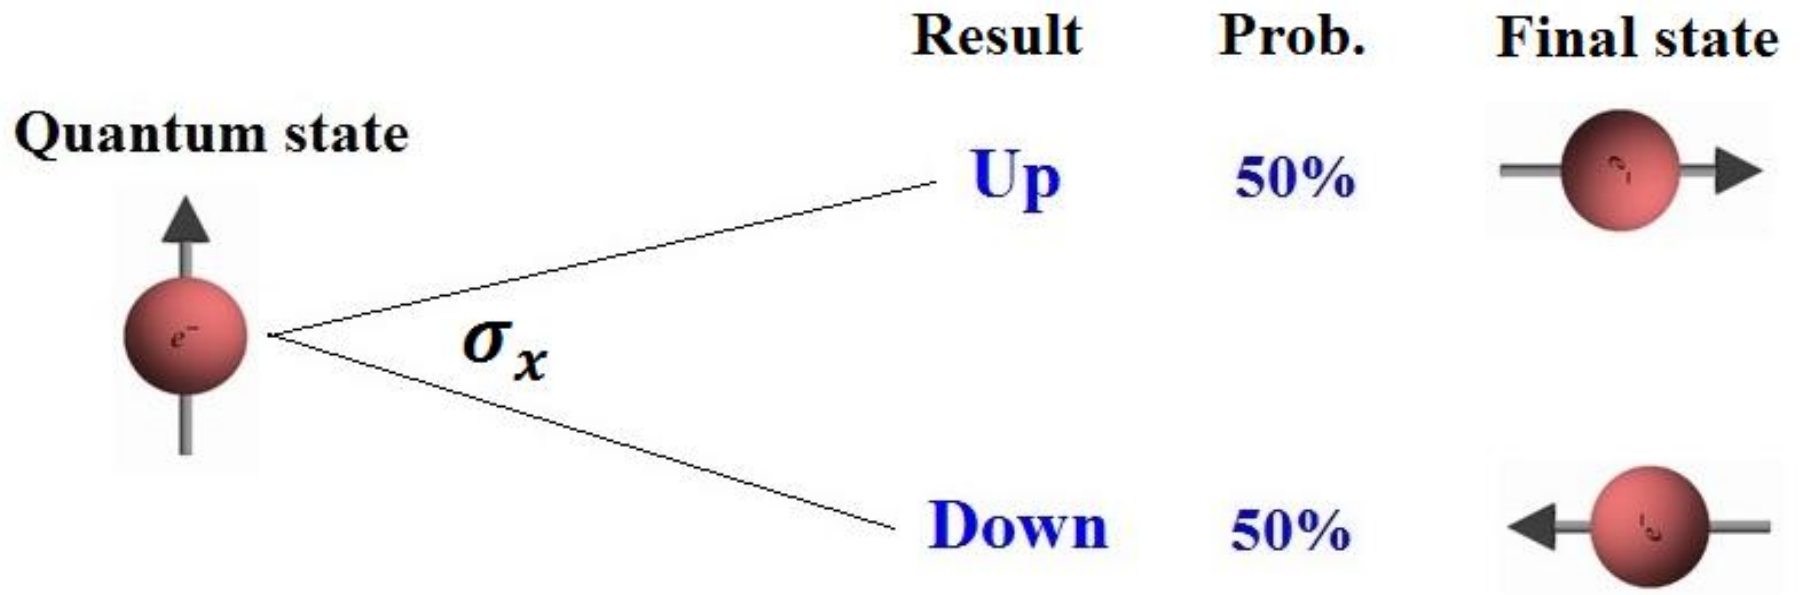 Result Prob. Final state
Quantum state
Up 50%
e⁻
e⁻
σₓ
Down 50%
e⁻